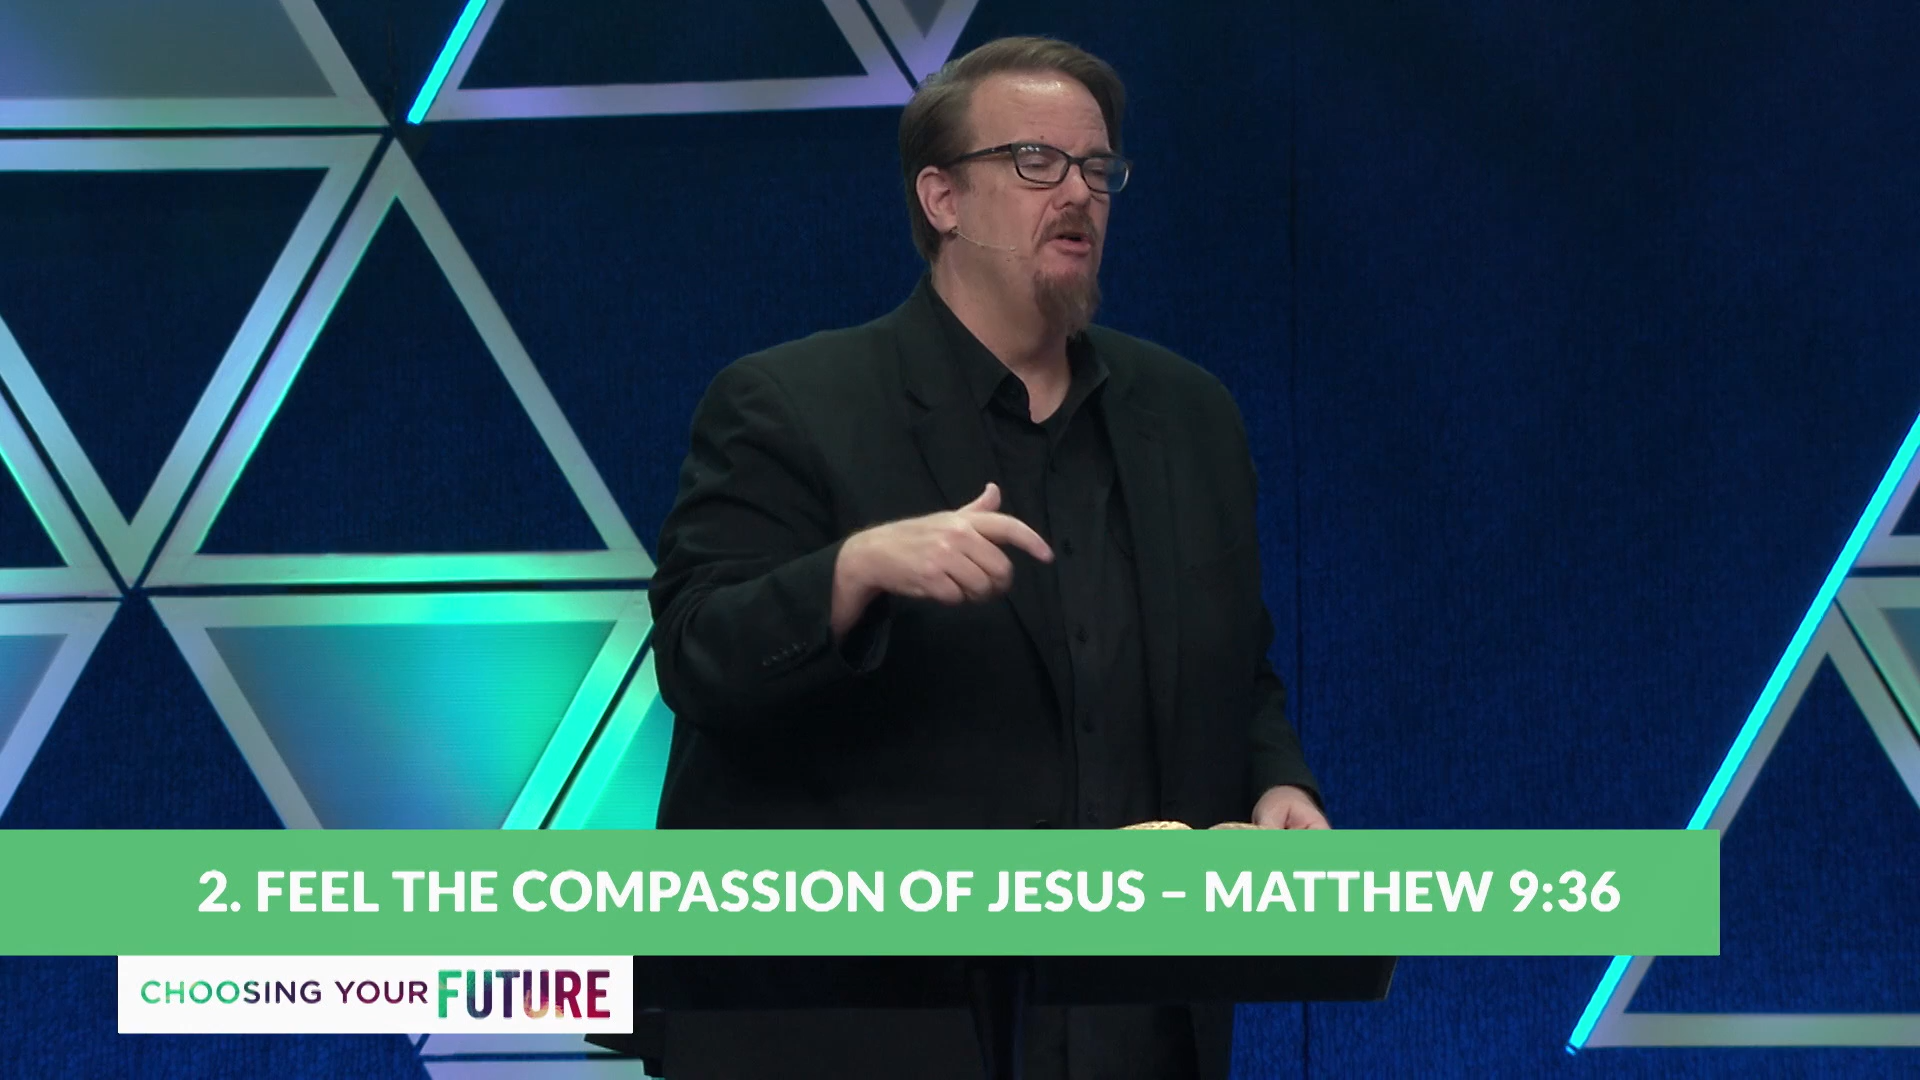 2. FEEL THE COMPASSION OF JESUS – MATTHEW 9:36
CHOOSING YOUR FUTURE